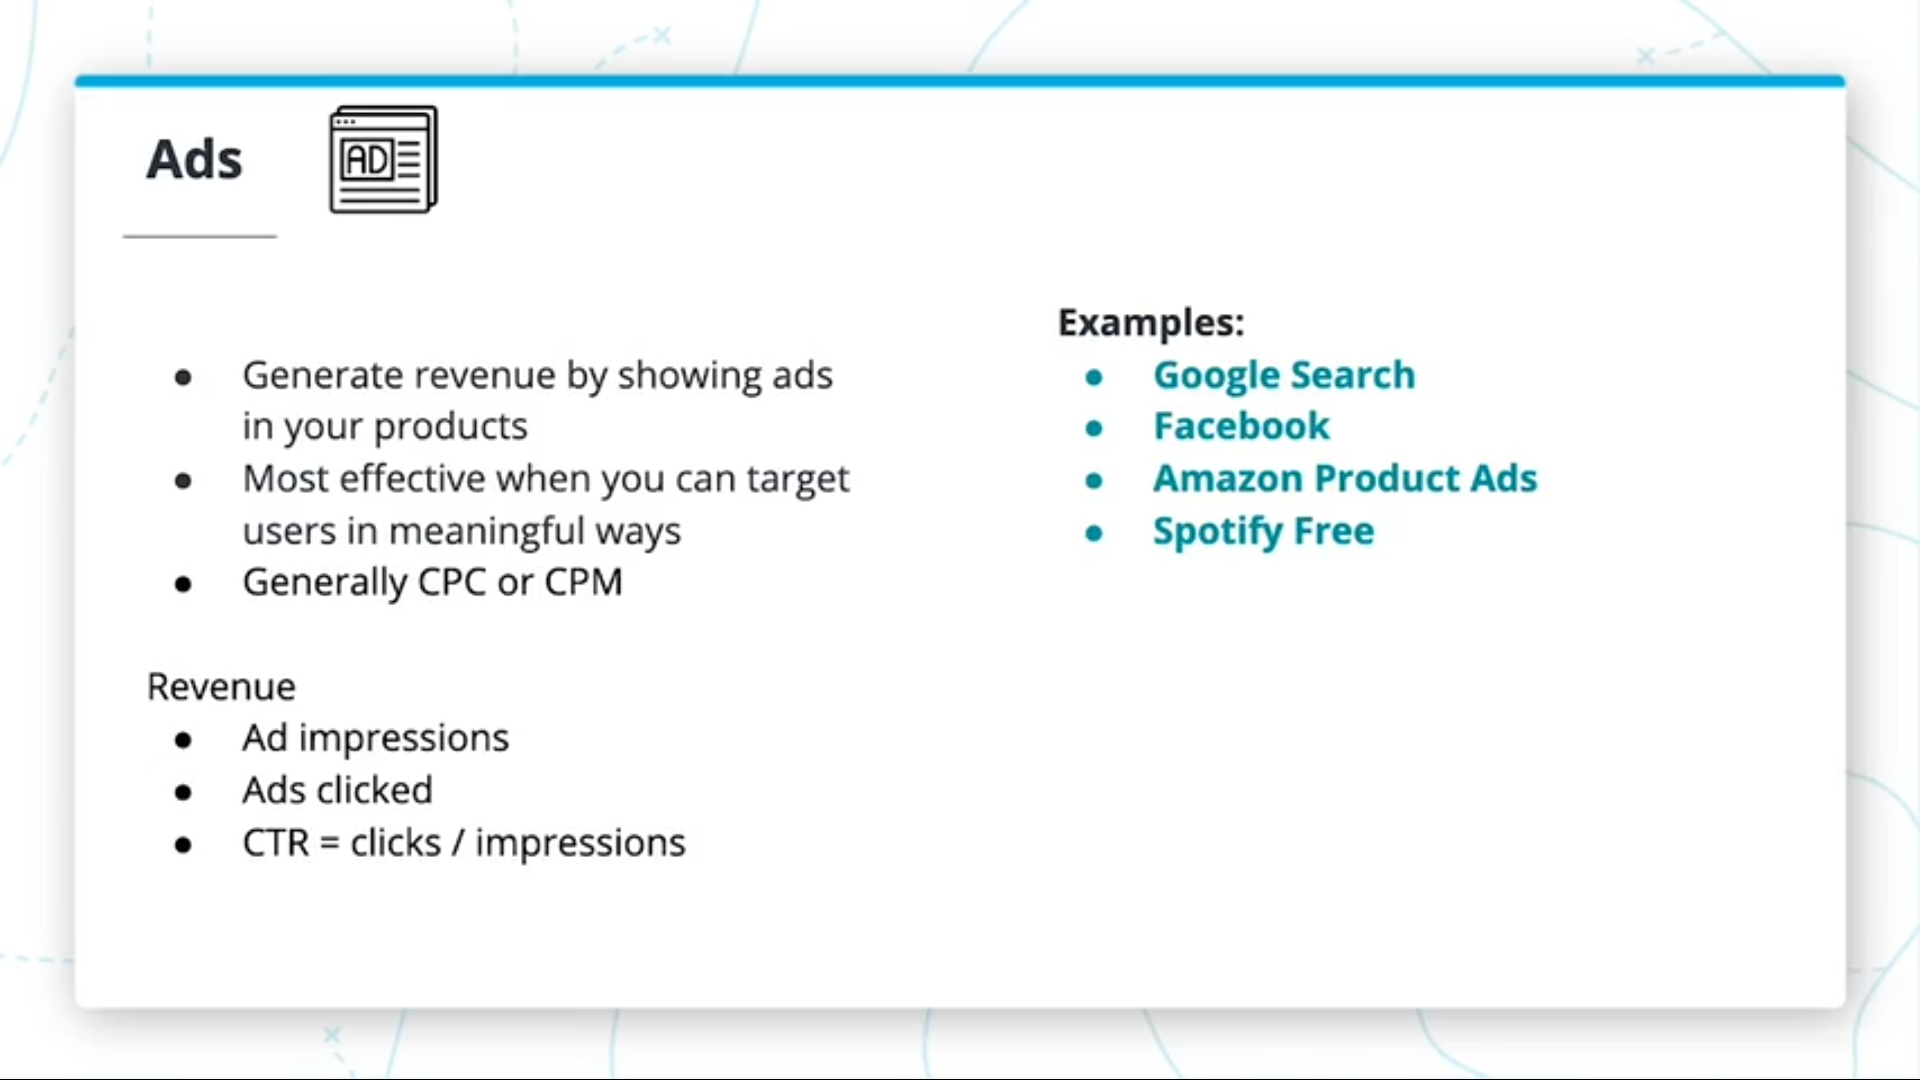 Ads
AD
● Generate revenue by showing ads
in your products
● Most effective when you can target
users in meaningful ways
● Generally CPC or CPM
Revenue
● Ad impressions
● Ads clicked
● CTR = clicks / impressions
Examples:
● Google Search
● Facebook
● Amazon Product Ads
● Spotify Free